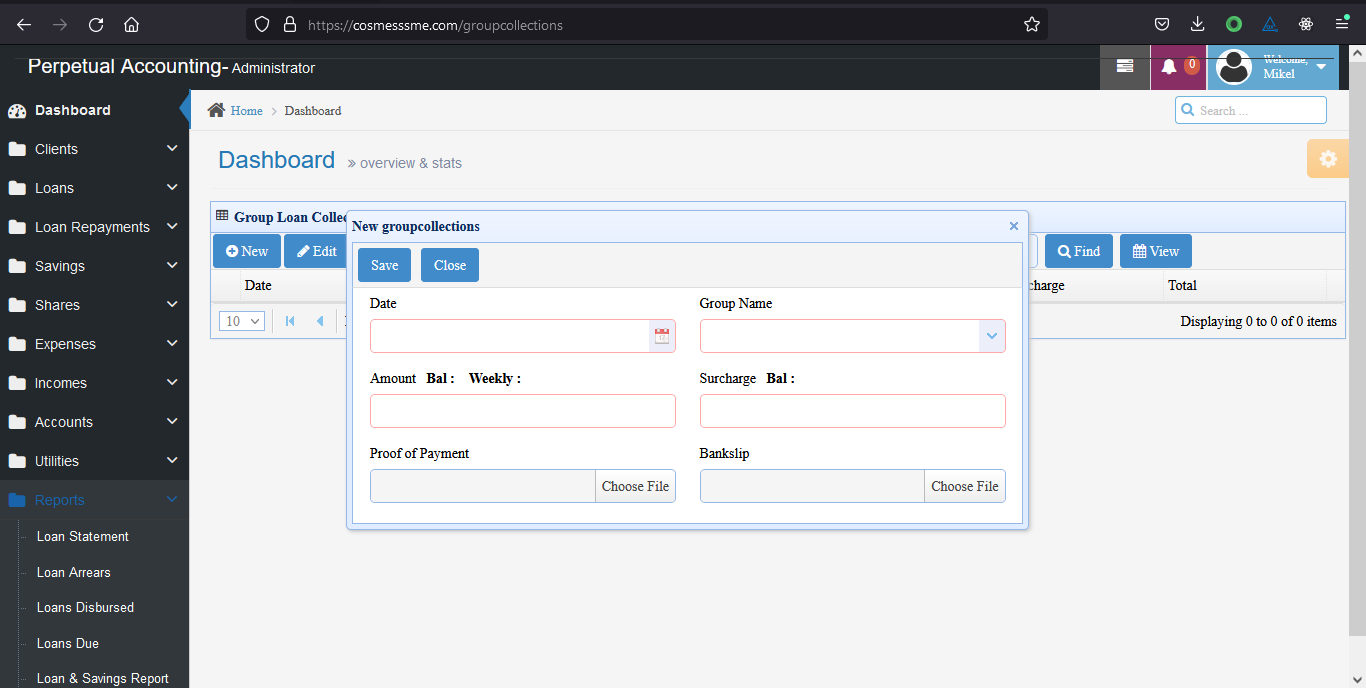 https://cosmesssme.com/groupcollections
Perpetual Accounting- Administrator
0
Welcome,
Mikel
Dashboard
Clients
Loans
Loan Repayments
Savings
Shares
Expenses
Incomes
Accounts
Utilities
Reports
Loan Statement
Loan Arrears
Loans Disbursed
Loans Due
Loan & Savings Report
Home > Dashboard
Search ...
Dashboard » overview & stats
Group Loan Collec
New Edit Find View
Date charge Total
10
Displaying 0 to 0 of 0 items
New groupcollections
Save Close
Date Group Name
Amount Bal : Weekly : Surcharge Bal :
Proof of Payment Bankslip
Choose File Choose File